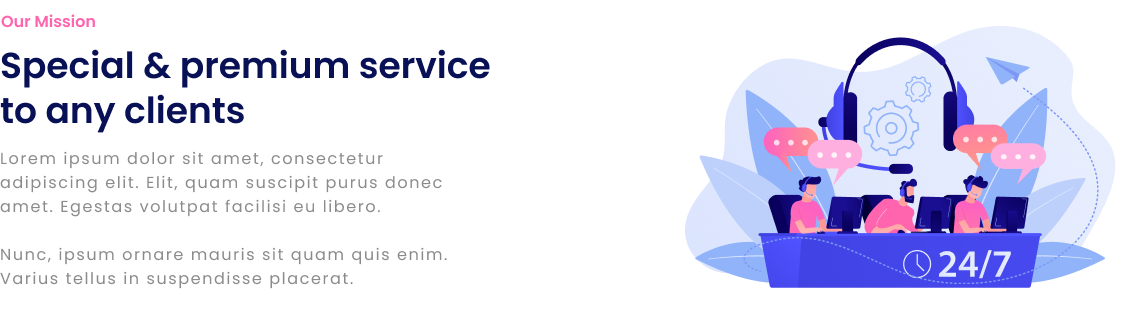 Our Mission
Special & premium service
to any clients
Lorem ipsum dolor sit amet, consectetur
adipiscing elit. Elit, quam suscipit purus donec
amet. Egestas volutpat facilisi eu libero.
Nunc, ipsum ornare mauris sit quam quis enim.
Varius tellus in suspendisse placerat.
24/7